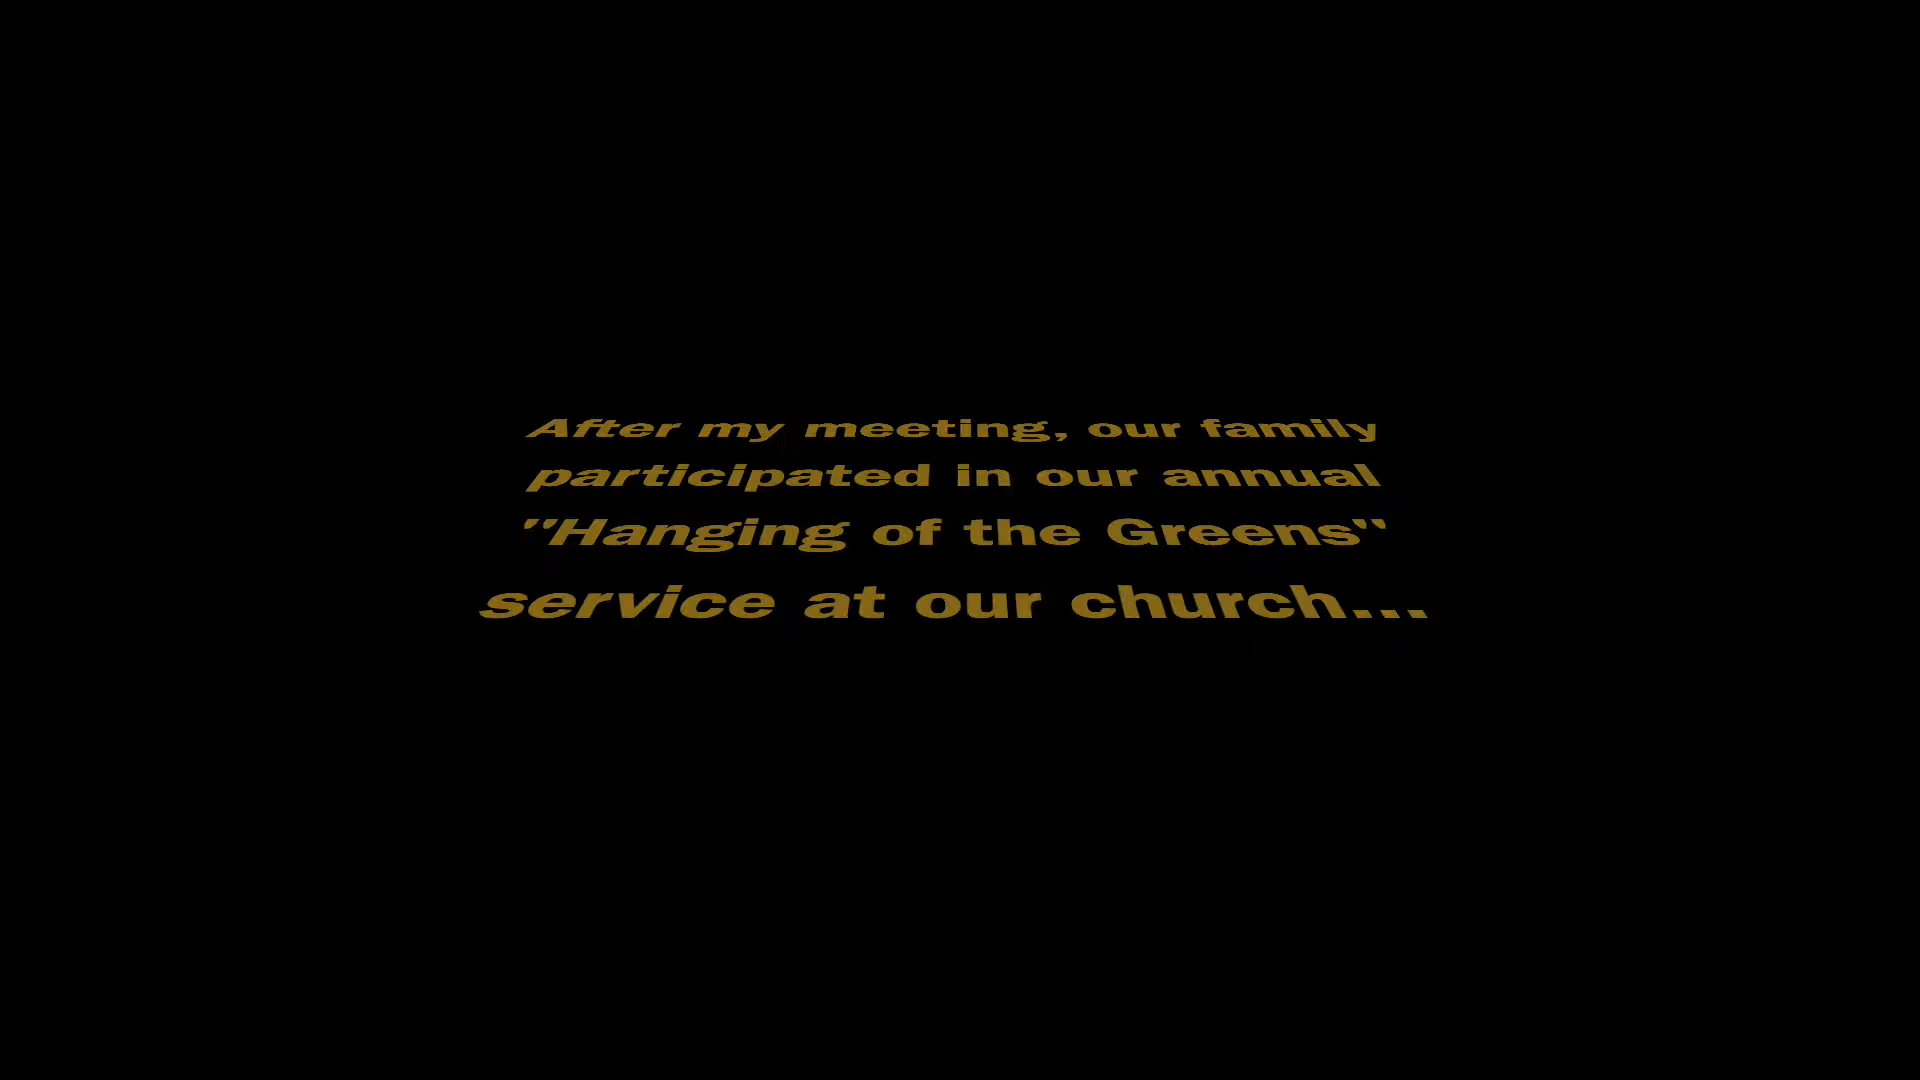 After my meeting, our family
participated in our annual
"Hanging of the Greens"
service at our church...